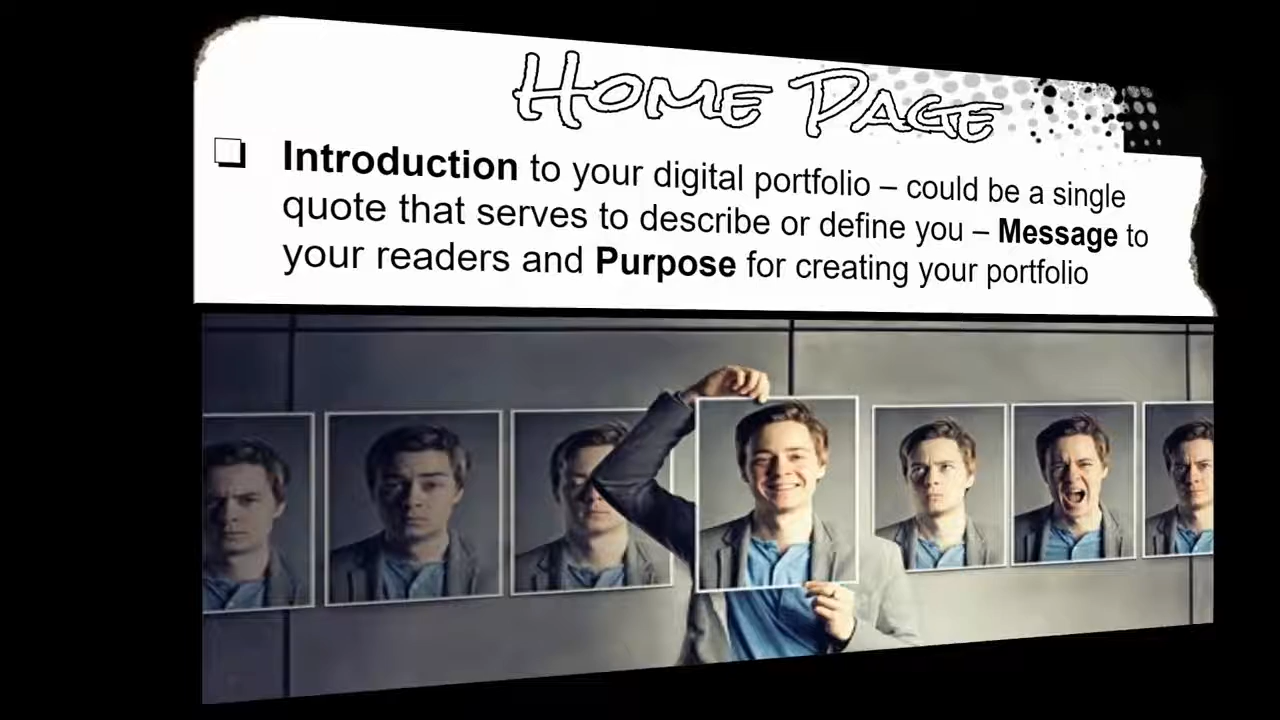 Home Page
❑ Introduction to your digital portfolio – could be a single
quote that serves to describe or define you – Message to
your readers and Purpose for creating your portfolio